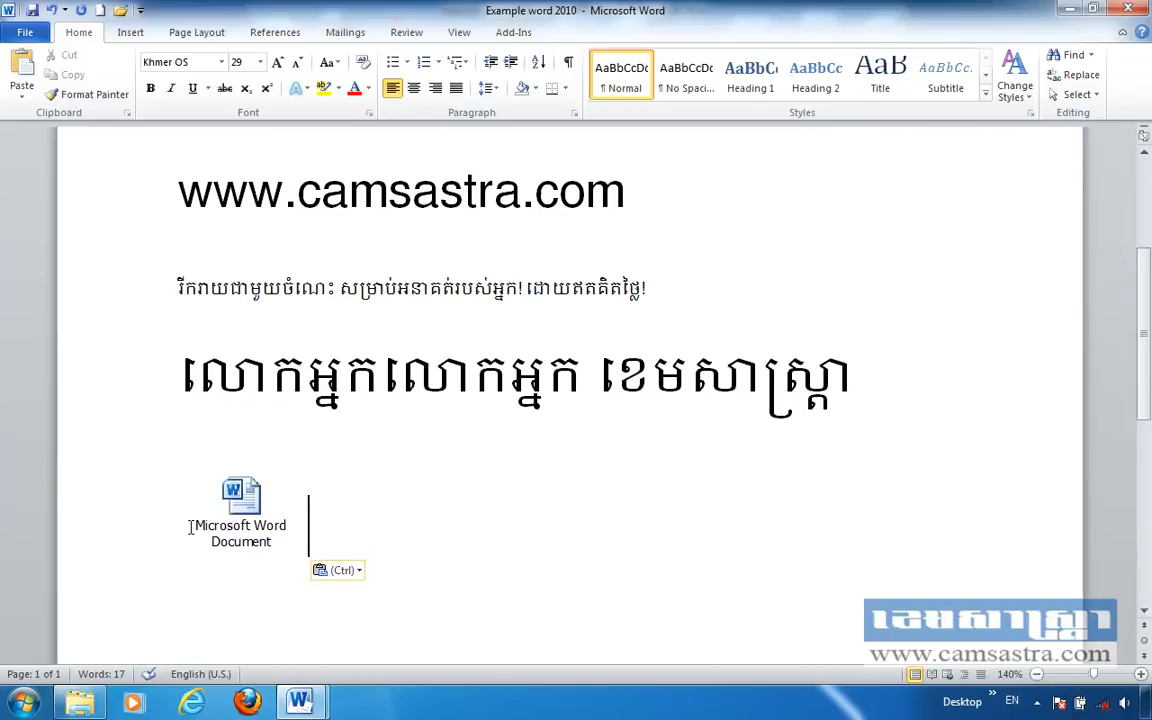 Example word 2010 - Microsoft Word
File Home Insert Page Layout References Mailings Review View Add-Ins
Paste
Cut
Copy
Format Painter
Clipboard
Khmer OS 29
Font
Paragraph
AaBbCcDc AaBbCcDc AaBbCc AaBbCc AaB AaBbCc.
¶ Normal ¶ No Spaci... Heading 1 Heading 2 Title Subtitle
Styles
Change
Styles
Find
Replace
Select
Editing
www.camsastra.com
រីករាយជាមួយចំណេះ សម្រាប់អនាគត់របស់អ្នក! ដោយឥតគិតថ្លៃ!
លោកអ្នកលោកអ្នក ខេមសាស្ត្រា
Microsoft Word
Document
(Ctrl)
ខេមសាស្ត្រា
www.camsastra.com
Page: 1 of 1 Words: 17 English (U.S.) 140%
Desktop EN